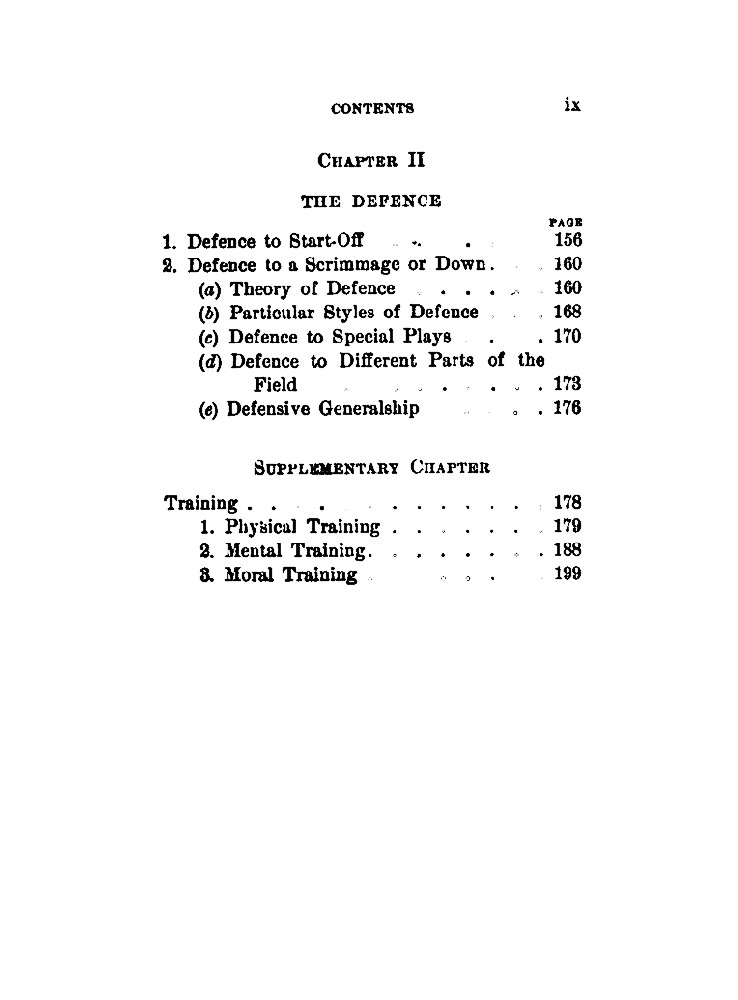 CONTENTS ix
CHAPTER II
THE DEFENCE
PAGE
1. Defence to Start-Off . . 156
2. Defence to a Scrimmage or Down . . 160
(a) Theory of Defence . . . . . 160
(b) Particular Styles of Defence . . 168
(c) Defence to Special Plays . . 170
(d) Defence to Different Parts of the
Field . . . . . . . 173
(e) Defensive Generalship . . 176
SUPPLEMENTARY CHAPTER
Training . . . . . . . . . . 178
1. Physical Training . . . . . . . 179
2. Mental Training . . . . . . . . 188
3. Moral Training . . . . 199